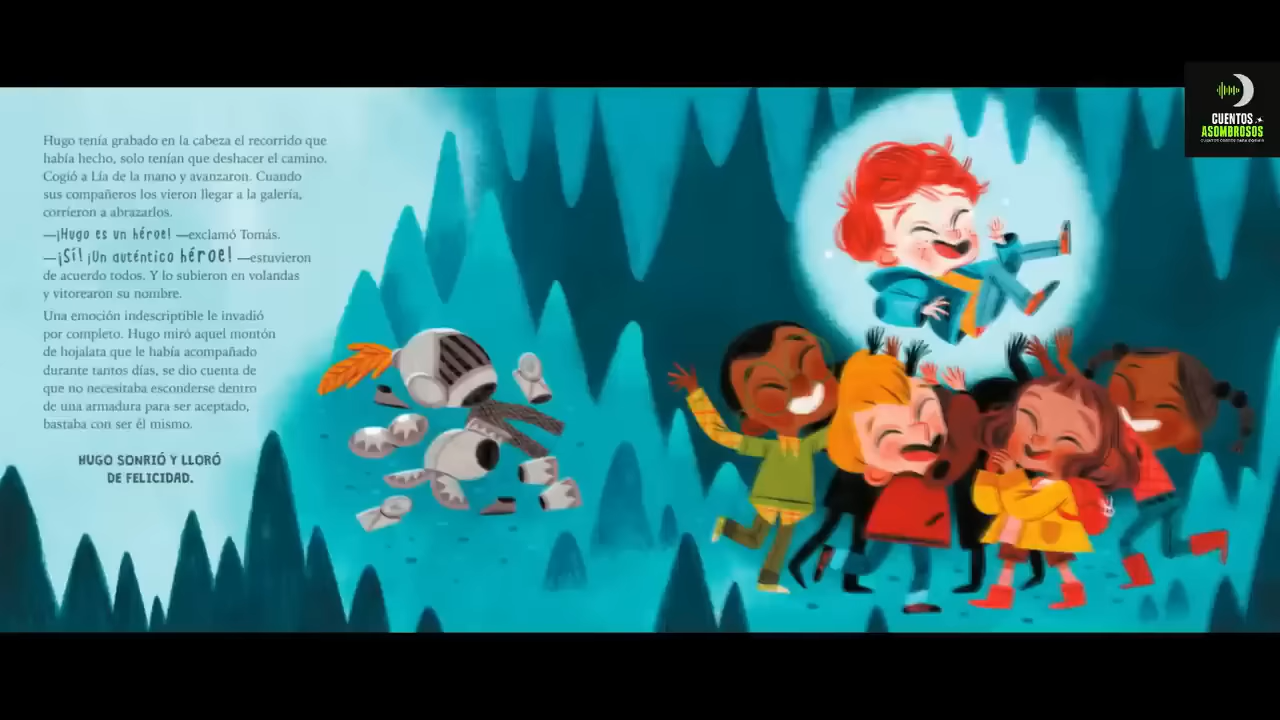 Hugo tenía grabado en la cabeza el recorrido que
había hecho, solo tenían que deshacer el camino.
Cogió a Lía de la mano y avanzaron. Cuando
sus compañeros los vieron llegar a la galería,
corrieron a abrazarlos.
—¡Hugo es un héroe! —exclamó Tomás.
—¡Sí! ¡Un auténtico héroe! —estuvieron
de acuerdo todos. Y lo subieron en volandas
y vitorearon su nombre.
Una emoción indescriptible le invadió
por completo. Hugo miró aquel montón
de hojalata que le había acompañado
durante tantos días, se dio cuenta de
que no necesitaba esconderse dentro
de una armadura para ser aceptado,
bastaba con ser él mismo.
HUGO SONRIÓ Y LLORÓ
DE FELICIDAD.
CUENTOS
ASOMBROSOS